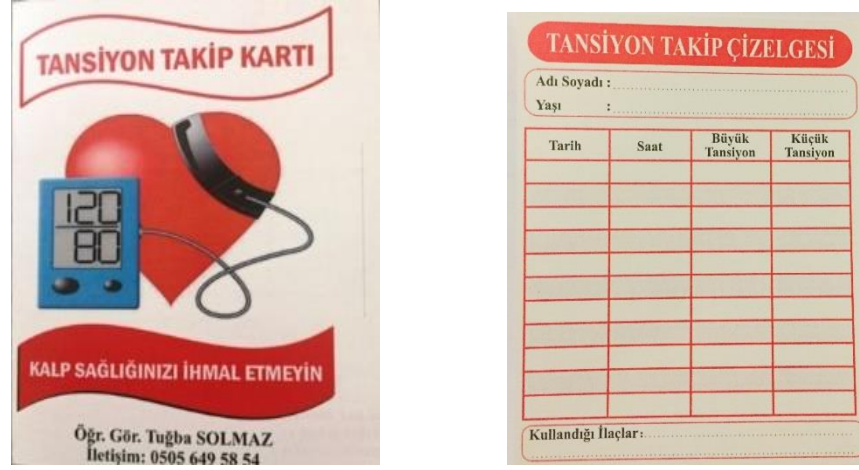 TANSİYON TAKİP KARTI
120
80
KALP SAĞLIĞINIZI İHMAL ETMEYİN
Öğr. Gör. Tuğba SOLMAZ
İletişim: 0505 649 58 54
TANSİYON TAKİP ÇİZELGESİ
Adı Soyadı :
Yaşı :
Tarih Saat Büyük Tansiyon Küçük Tansiyon
Kullandığı İlaçlar: